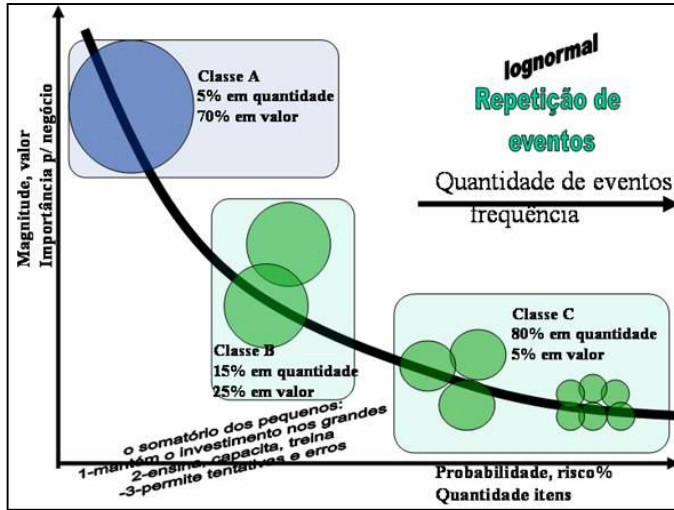 lognormal
Repetição de
eventos
Quantidade de eventos
frequência
Magnitude, valor
Importância p/ negócio
Classe A
5% em quantidade
70% em valor
Classe B
15% em quantidade
25% em valor
Classe C
80% em quantidade
5% em valor
o somatório dos pequenos:
1-mantém o investimento nos grandes
2-ensina, capacita, treina
-3-permite tentativas e erros
Probabilidade, risco%
Quantidade itens